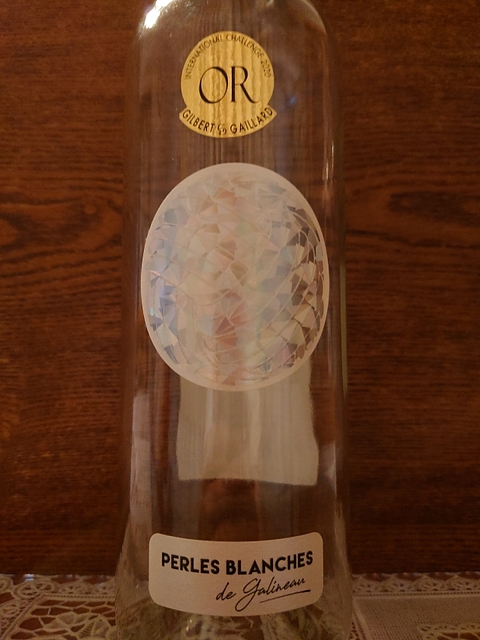 INTERNATIONAL CHALLENGE 2020
OR
GILBERT & GAILLARD
PERLES BLANCHES
de Galineau